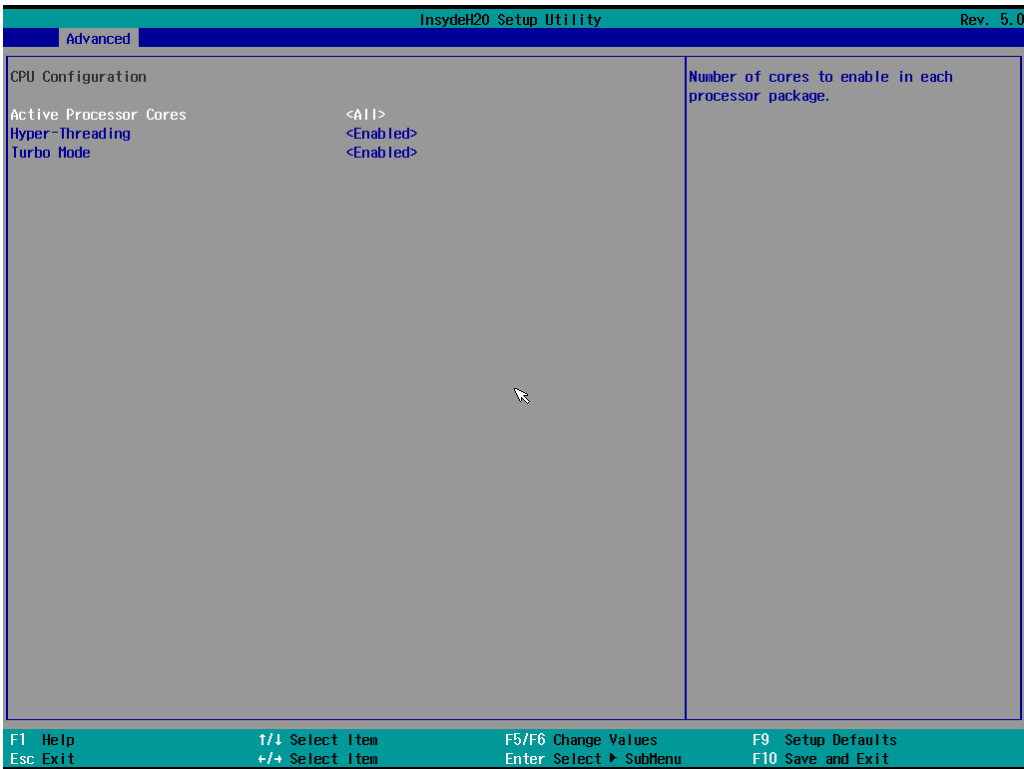 InsydeH20 Setup Utility Rev. 5.0
Advanced
CPU Configuration
Active Processor Cores <All>
Hyper-Threading <Enabled>
Turbo Mode <Enabled>
Number of cores to enable in each
processor package.
F1 Help ↑/↓ Select Item F5/F6 Change Values F9 Setup Defaults
Esc Exit ←/→ Select Item Enter Select ▶ SubMenu F10 Save and Exit